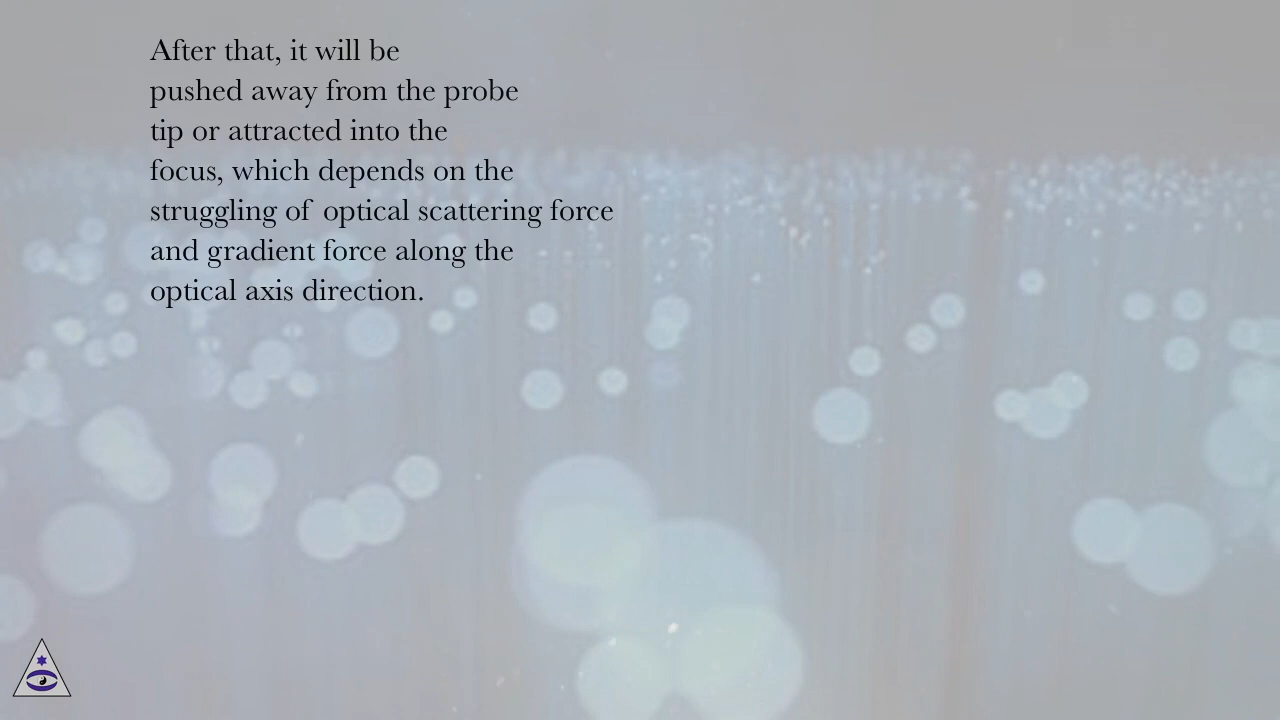 After that, it will be
pushed away from the probe
tip or attracted into the
focus, which depends on the
struggling of optical scattering force
and gradient force along the
optical axis direction.